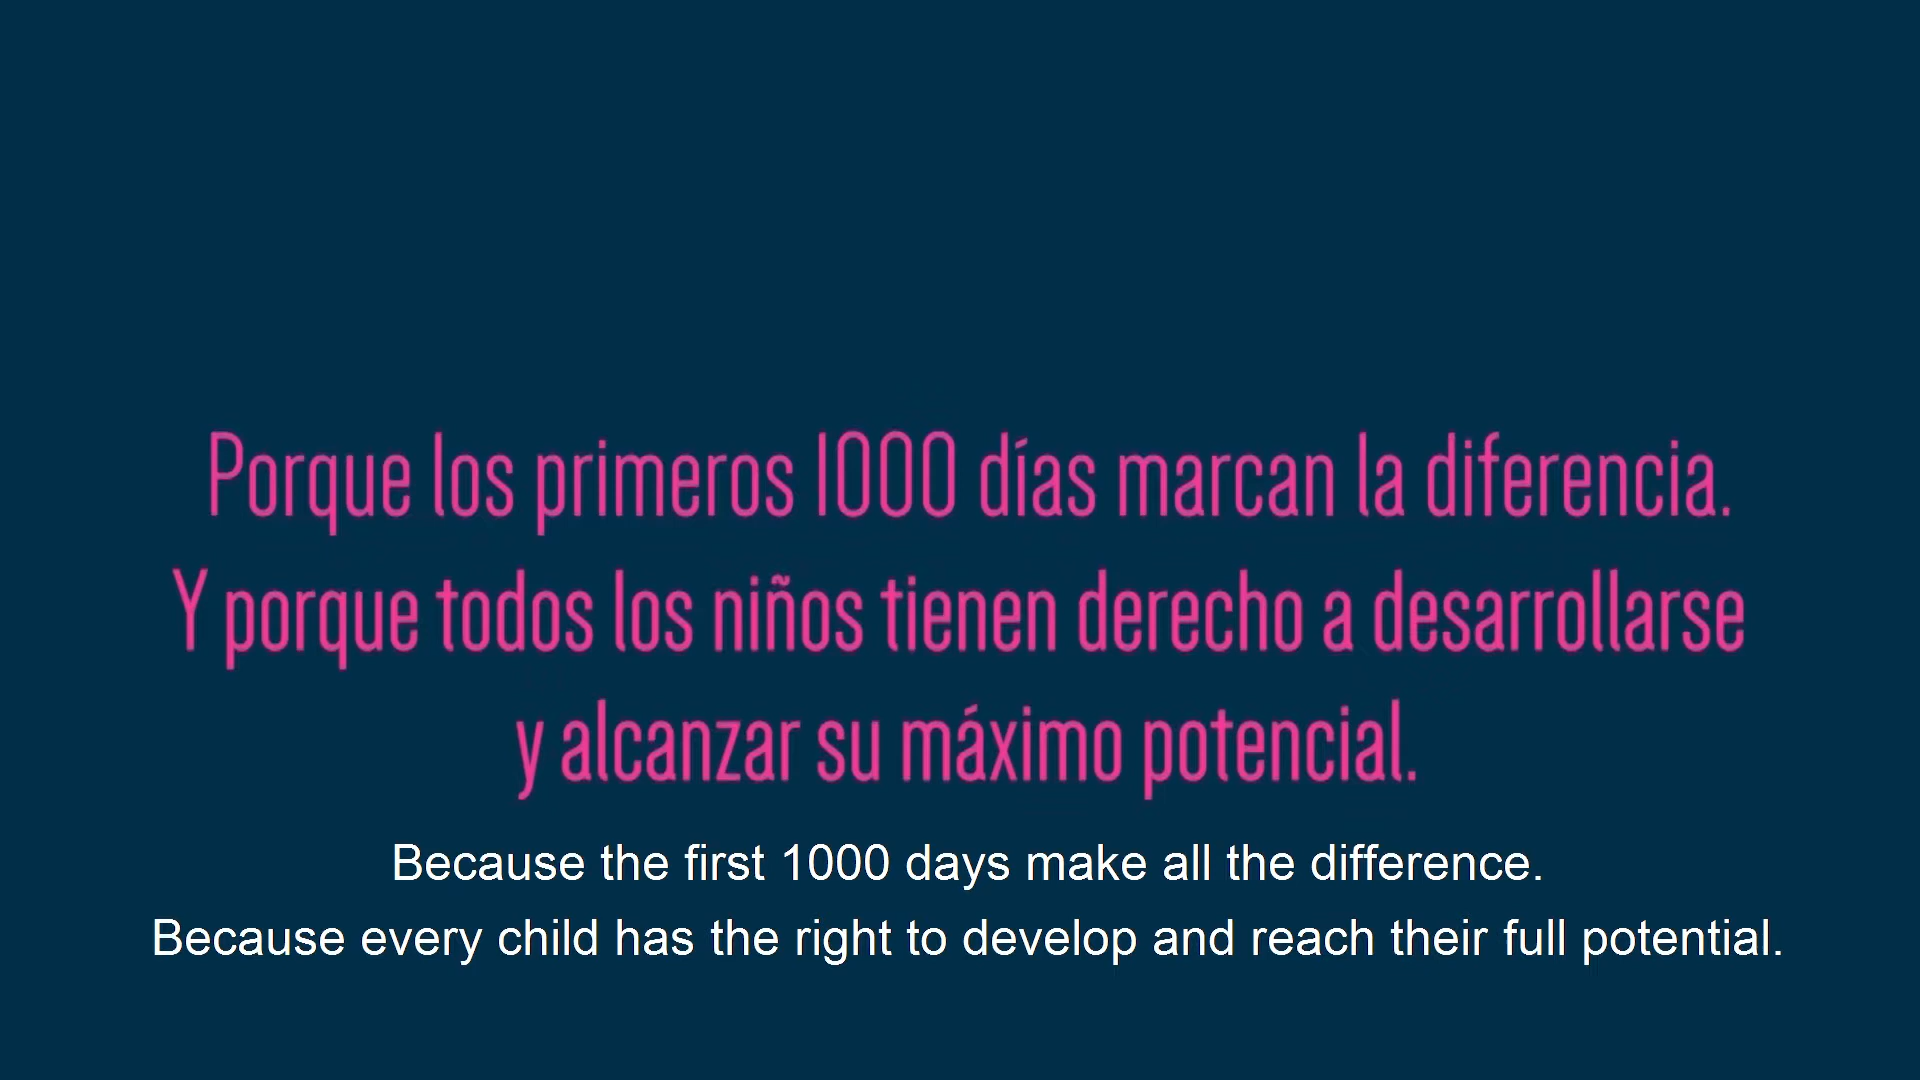 Porque los primeros 1000 días marcan la diferencia.
Y porque todos los niños tienen derecho a desarrollarse
y alcanzar su máximo potencial.
Because the first 1000 days make all the difference.
Because every child has the right to develop and reach their full potential.